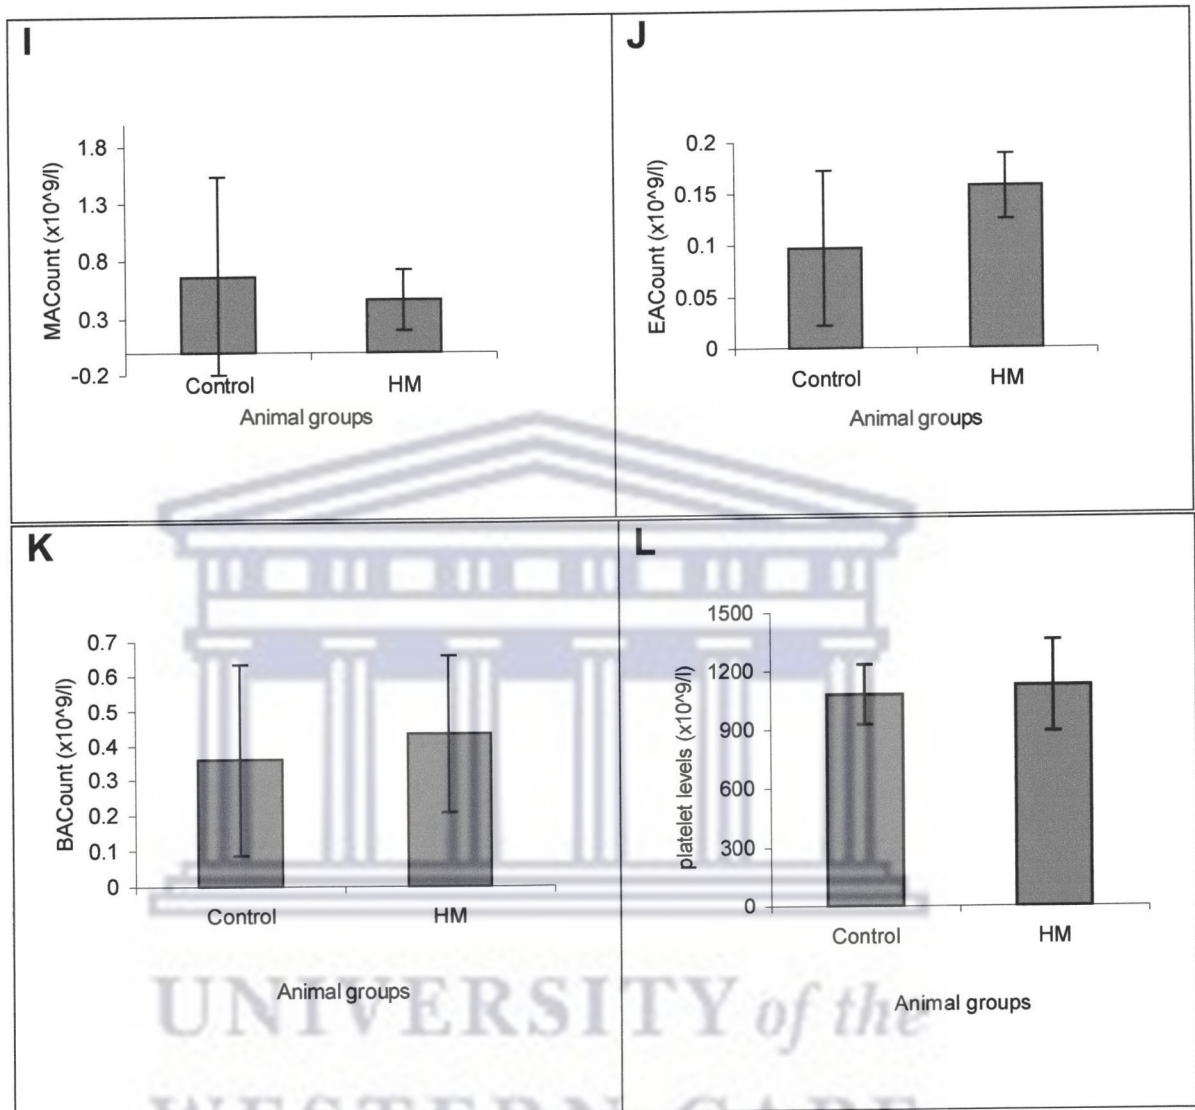 I
MACount (x10^9/l)
1.8
1.3
0.8
0.3
-0.2
Control HM
Animal groups
J
EACount (x10^9/l)
0.2
0.15
0.1
0.05
0
Control HM
Animal groups
K
BACount (x10^9/l)
0.7
0.6
0.5
0.4
0.3
0.2
0.1
0
Control HM
Animal groups
L
platelet levels (x10^9/l)
1500
1200
900
600
300
0
Control HM
Animal groups
UNIVERSITY of the
WESTERN CAPE